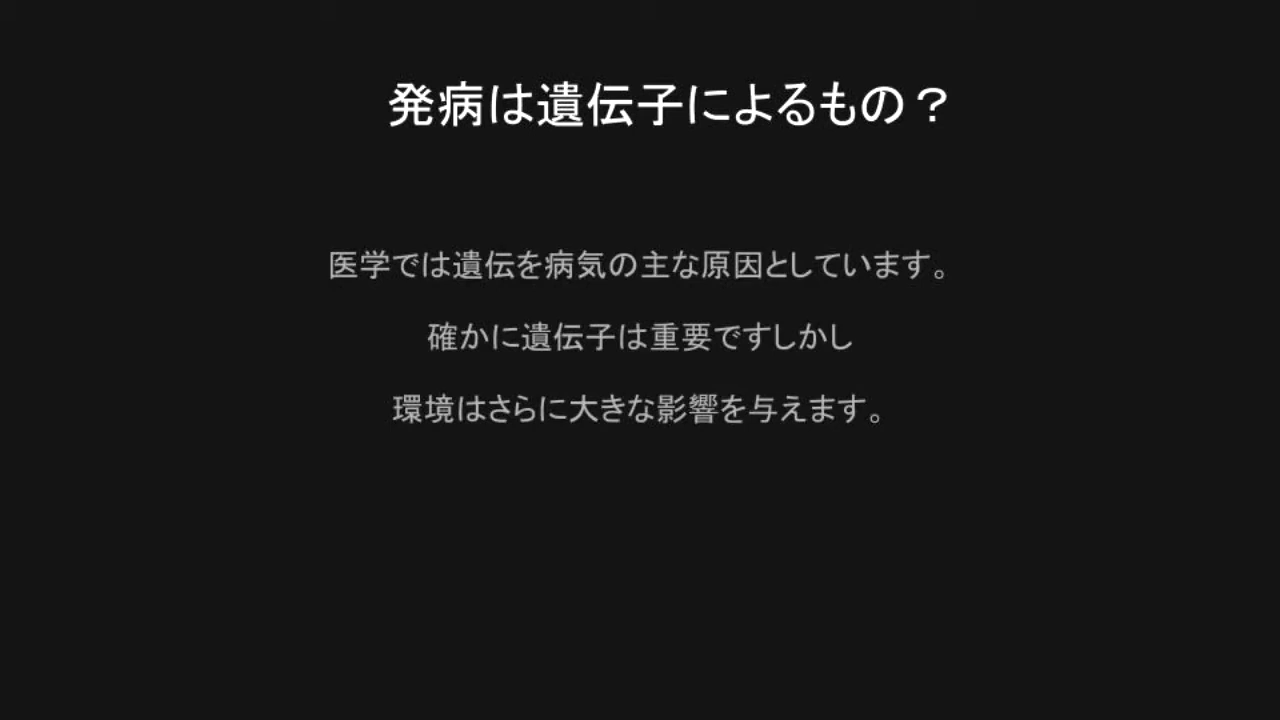 発病は遺伝子によるもの？
医学では遺伝を病気の主な原因としています。
確かに遺伝子は重要ですしかし
環境はさらに大きな影響を与えます。